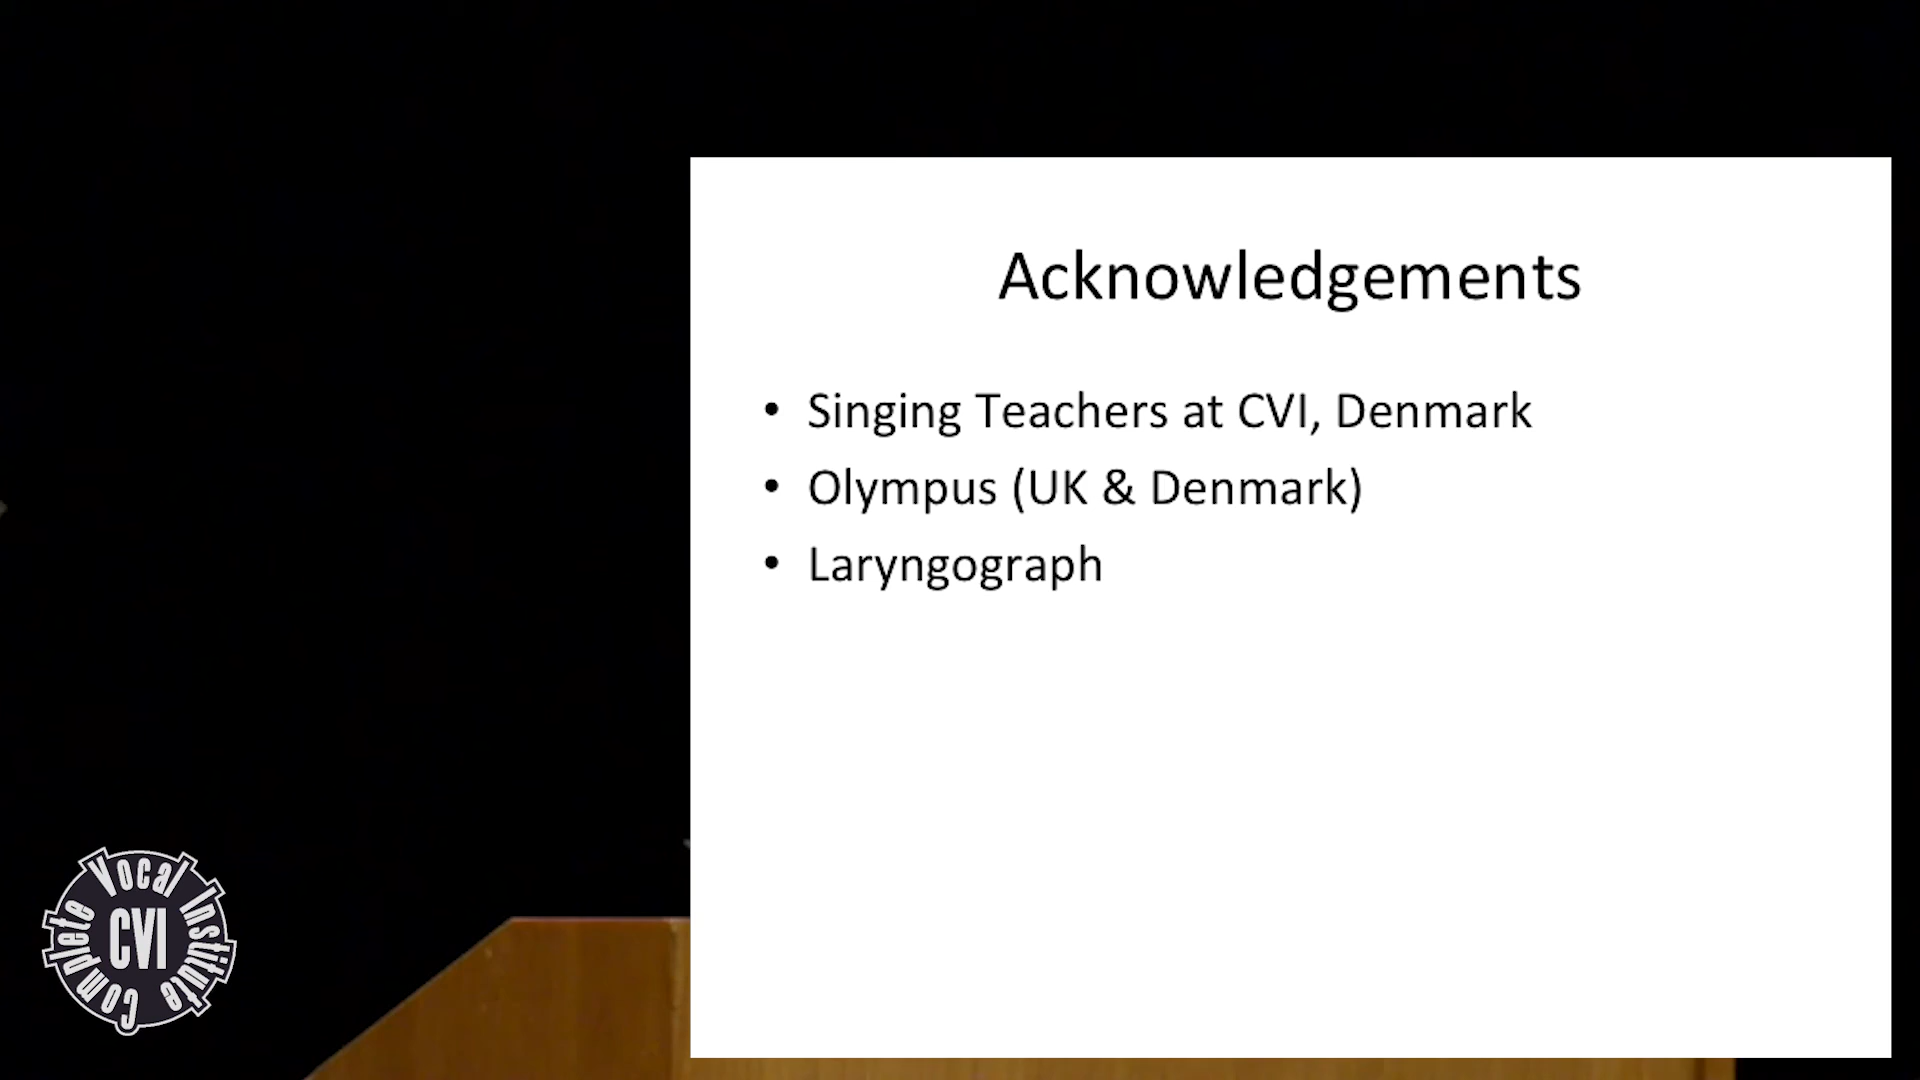 Acknowledgements
• Singing Teachers at CVI, Denmark
• Olympus (UK & Denmark)
• Laryngograph
Complete Vocal Institute
CVI